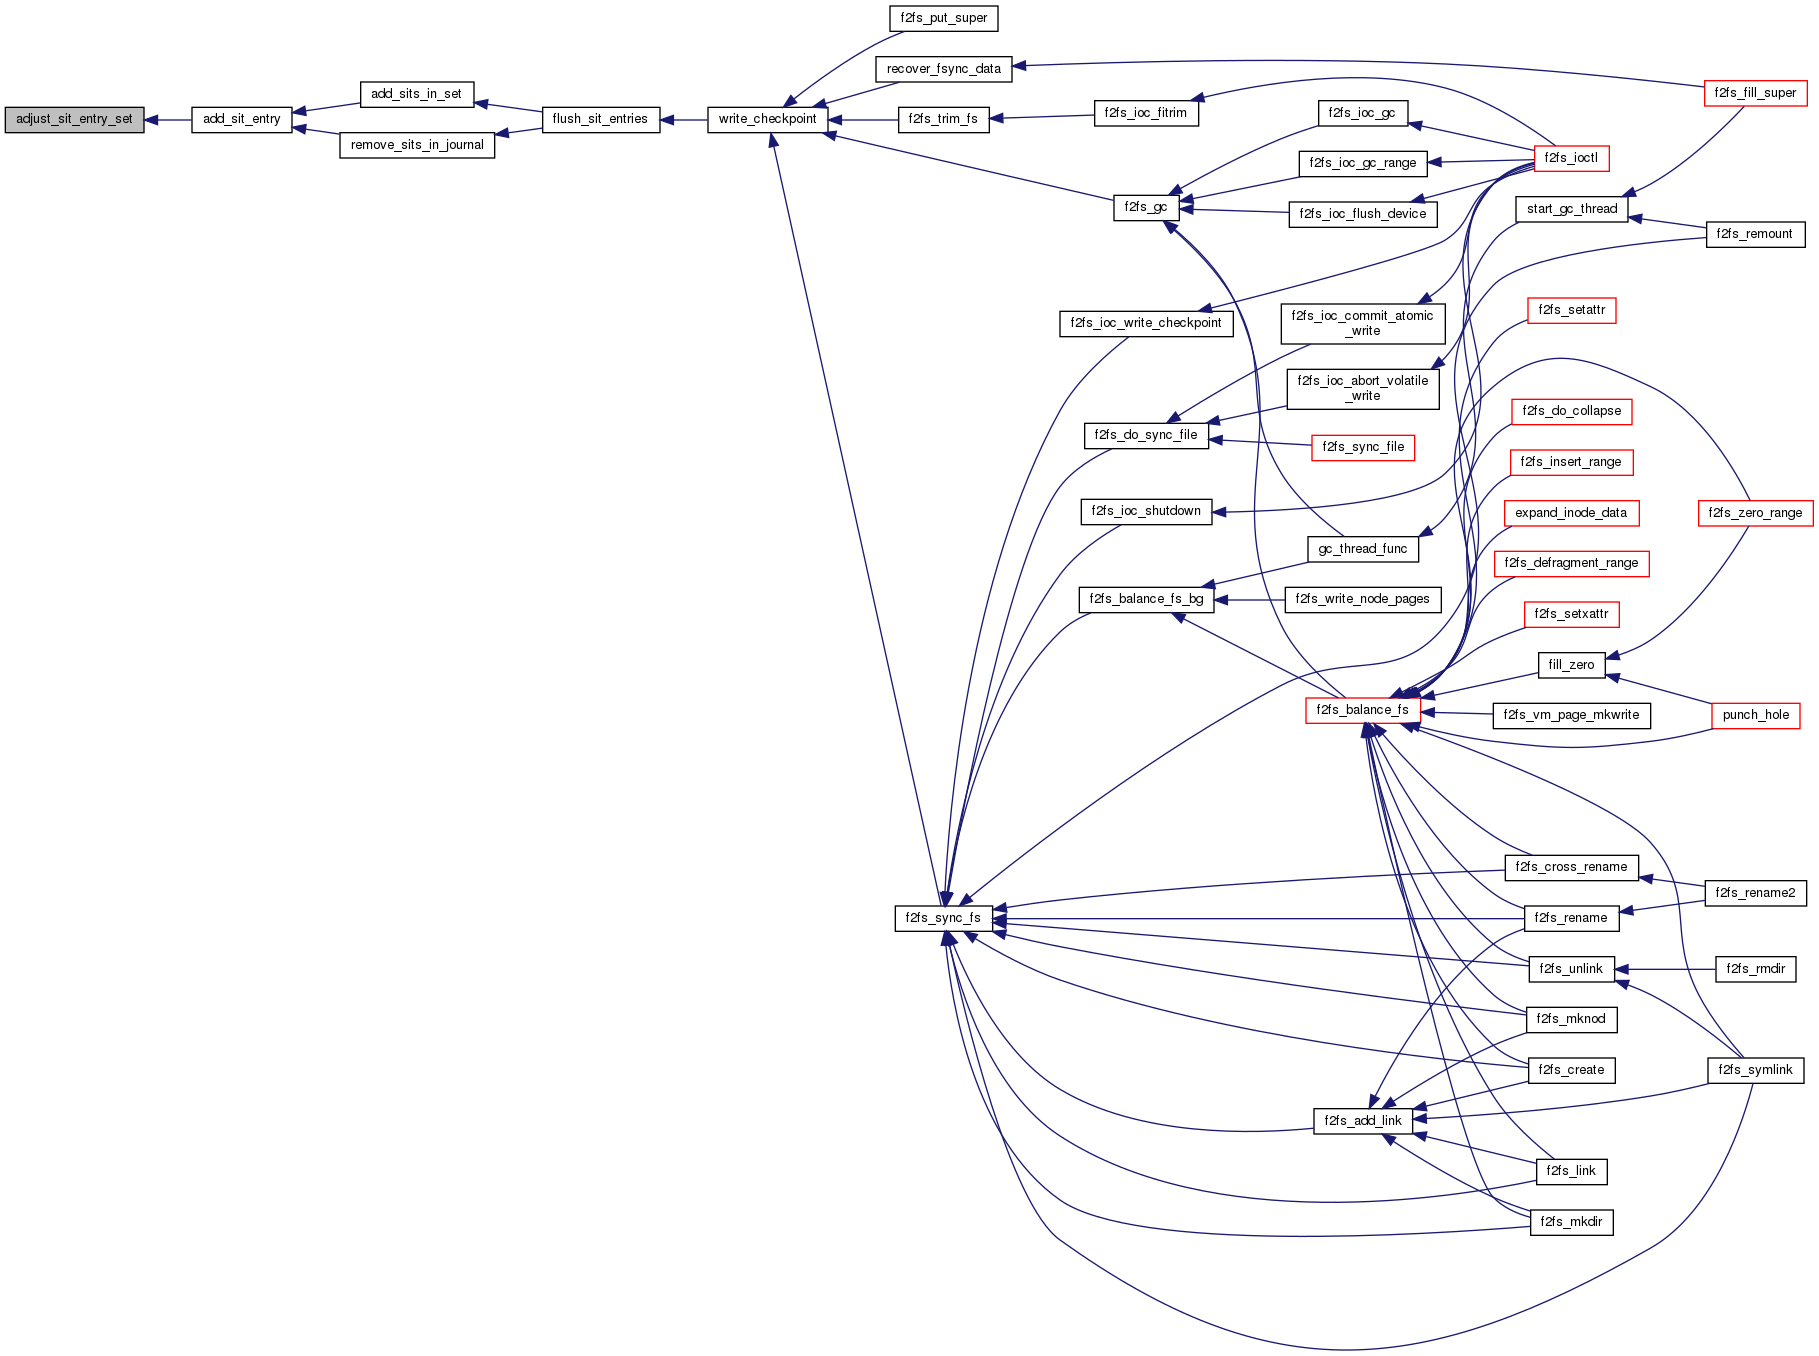 adjust_sit_entry_set
add_sit_entry
add_sits_in_set
remove_sits_in_journal
flush_sit_entries
write_checkpoint
f2fs_put_super
recover_fsync_data
f2fs_trim_fs
f2fs_ioc_fitrim
f2fs_gc
f2fs_ioc_gc
f2fs_ioc_gc_range
f2fs_ioc_flush_device
f2fs_fill_super
f2fs_ioctl
start_gc_thread
f2fs_remount
f2fs_ioc_write_checkpoint
f2fs_ioc_commit_atomic
_write
f2fs_ioc_abort_volatile
_write
f2fs_do_sync_file
f2fs_sync_file
f2fs_ioc_shutdown
gc_thread_func
f2fs_balance_fs_bg
f2fs_write_node_pages
f2fs_setattr
f2fs_do_collapse
f2fs_insert_range
expand_inode_data
f2fs_zero_range
f2fs_defragment_range
f2fs_setxattr
fill_zero
f2fs_balance_fs
f2fs_vm_page_mkwrite
punch_hole
f2fs_sync_fs
f2fs_cross_rename
f2fs_rename2
f2fs_rename
f2fs_unlink
f2fs_rmdir
f2fs_mknod
f2fs_create
f2fs_symlink
f2fs_add_link
f2fs_link
f2fs_mkdir